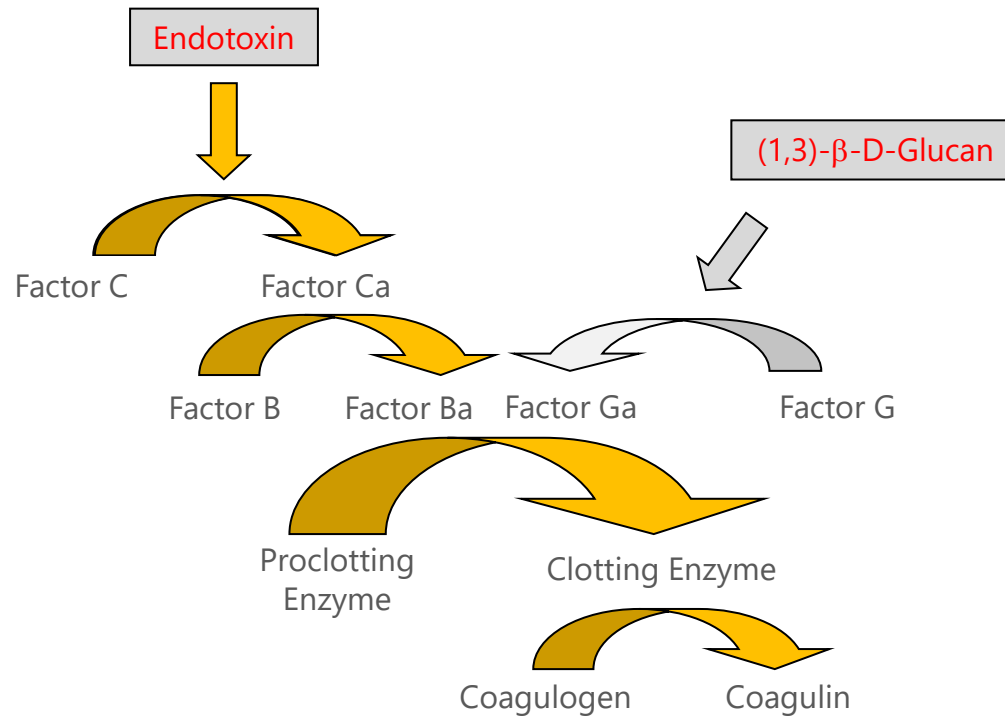 Endotoxin
(1,3)-β-D-Glucan
Factor C
Factor Ca
Factor B
Factor Ba
Factor Ga
Factor G
Proclotting
Enzyme
Clotting Enzyme
Coagulogen
Coagulin